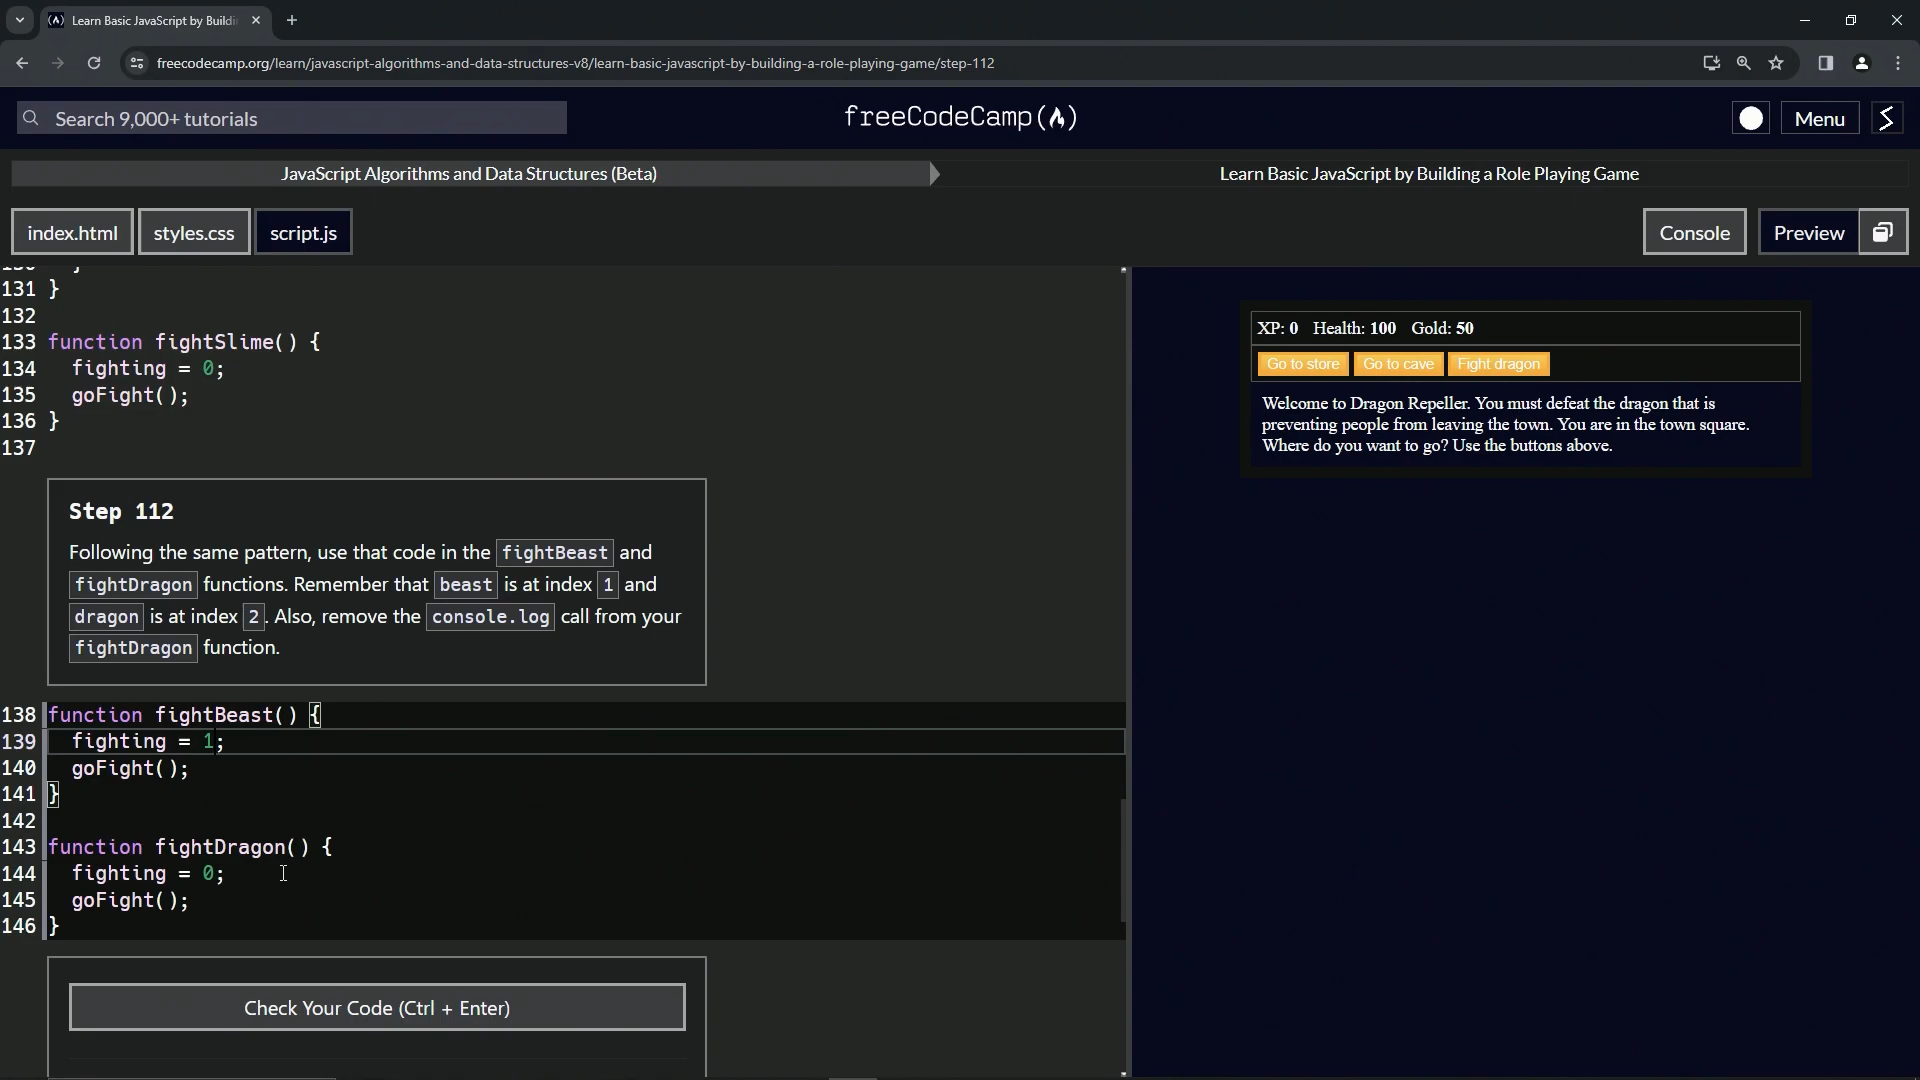 Learn Basic JavaScript by Buildi
freecodecamp.org/learn/javascript-algorithms-and-data-structures-v8/learn-basic-javascript-by-building-a-role-playing-game/step-112
Search 9,000+ tutorials
freeCodeCamp(🔥)
Menu
JavaScript Algorithms and Data Structures (Beta)
Learn Basic JavaScript by Building a Role Playing Game
index.html
styles.css
script.js
Console
Preview
130 }
131 }
132
133 function fightSlime() {
134 fighting = 0;
135 goFight();
136 }
137
Step 112
Following the same pattern, use that code in the fightBeast and
fightDragon functions. Remember that beast is at index 1 and
dragon is at index 2. Also, remove the console.log call from your
fightDragon function.
138 function fightBeast() {
139 fighting = 1;
140 goFight();
141 }
142
143 function fightDragon() {
144 fighting = 0;
145 goFight();
146 }
Check Your Code (Ctrl + Enter)
XP: 0 Health: 100 Gold: 50
Go to store
Go to cave
Fight dragon
Welcome to Dragon Repeller. You must defeat the dragon that is
preventing people from leaving the town. You are in the town square.
Where do you want to go? Use the buttons above.